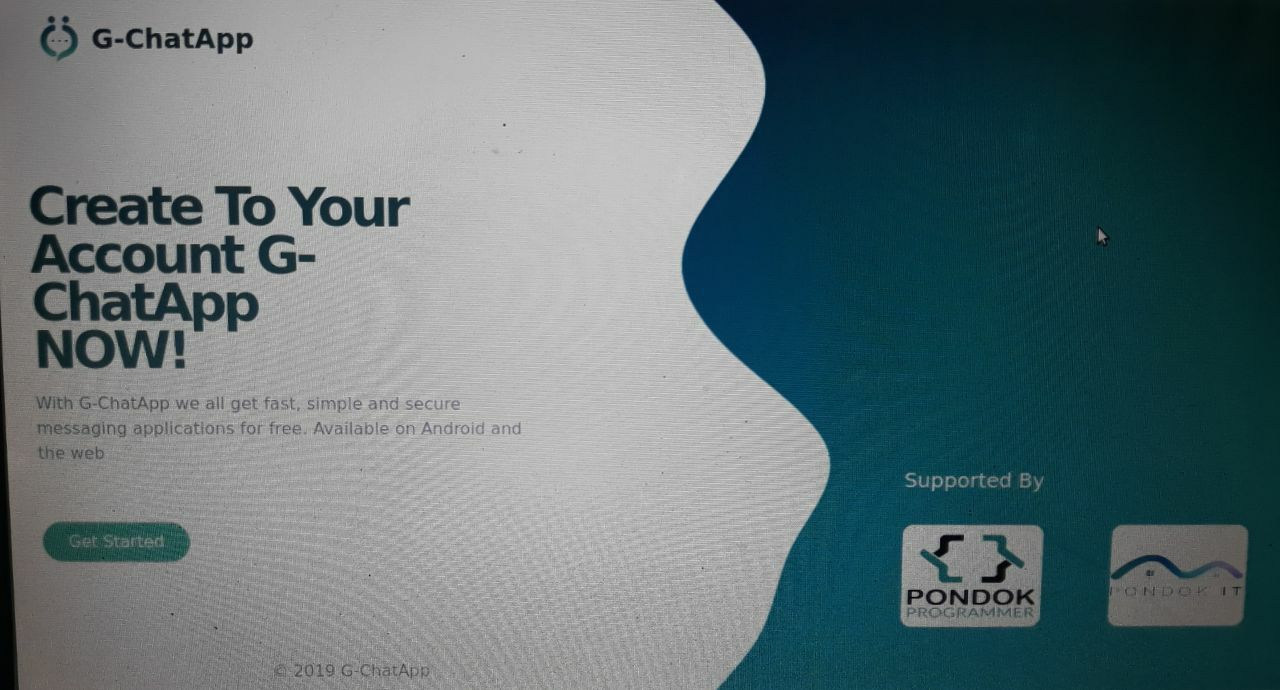 G-ChatApp
Create To Your
Account G-
ChatApp
NOW!
With G-ChatApp we all get fast, simple and secure
messaging applications for free. Available on Android and
the web
Get Started
Supported By
PONDOK
PROGRAMMER
PONDOK IT
© 2019 G-ChatApp